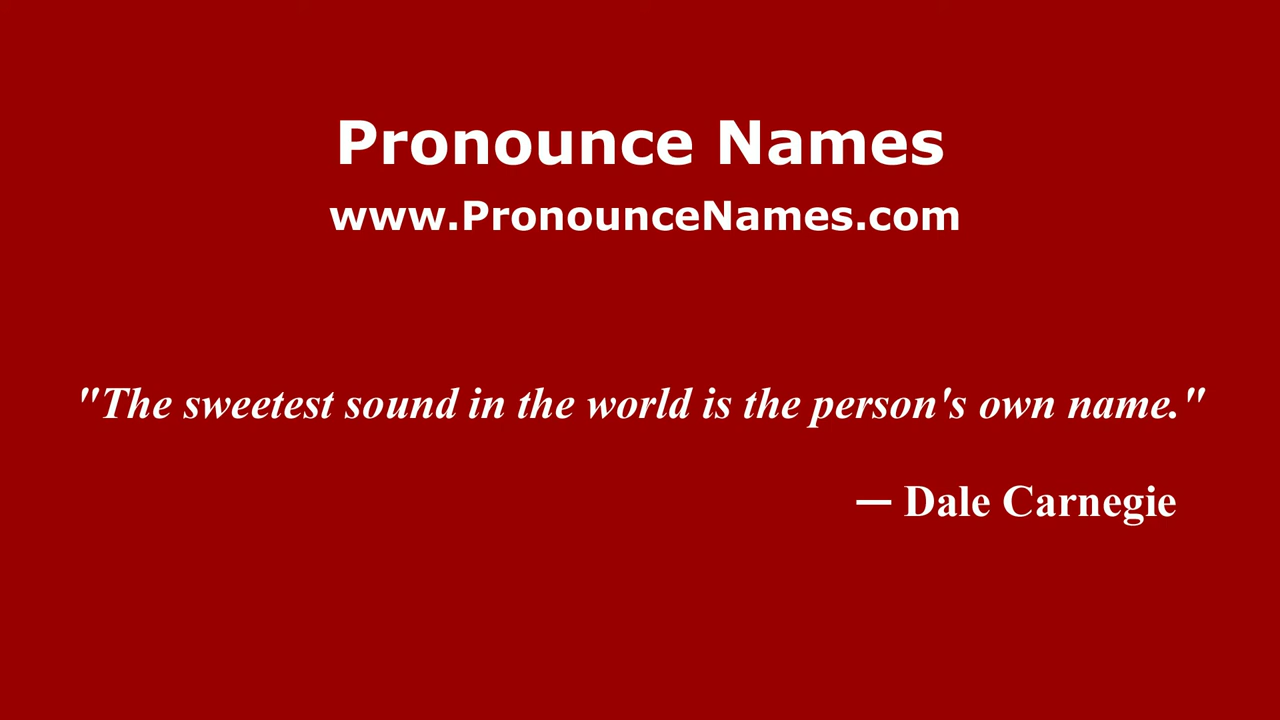 Pronounce Names
www.PronounceNames.com
"The sweetest sound in the world is the person's own name."
— Dale Carnegie